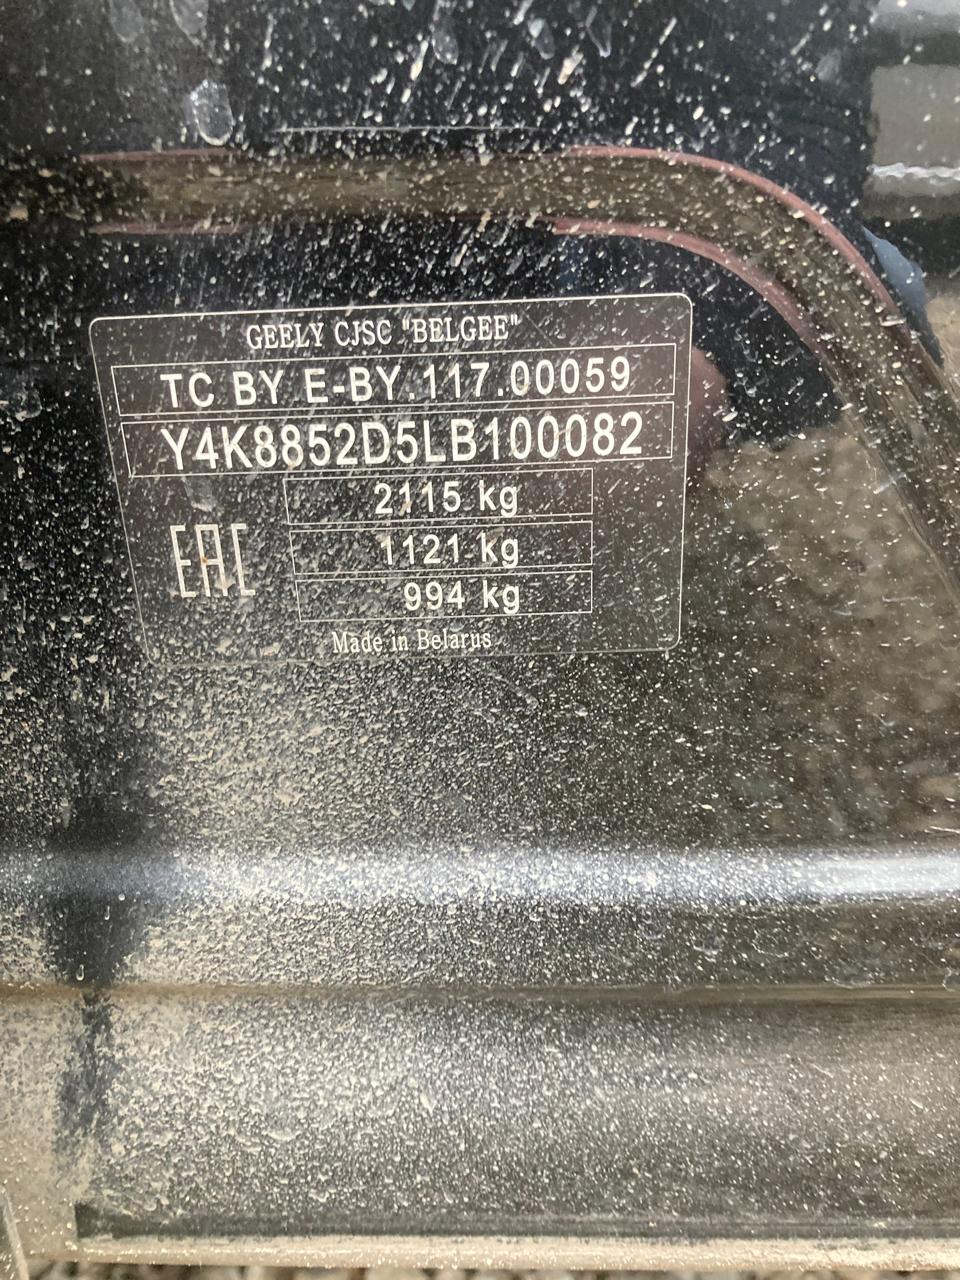 GEELY CJSC "BELGEE"
TC BY E-BY.117.00059
Y4K8852D5LB100082
2115 kg
1121 kg
994 kg
EAC
Made in Belarus